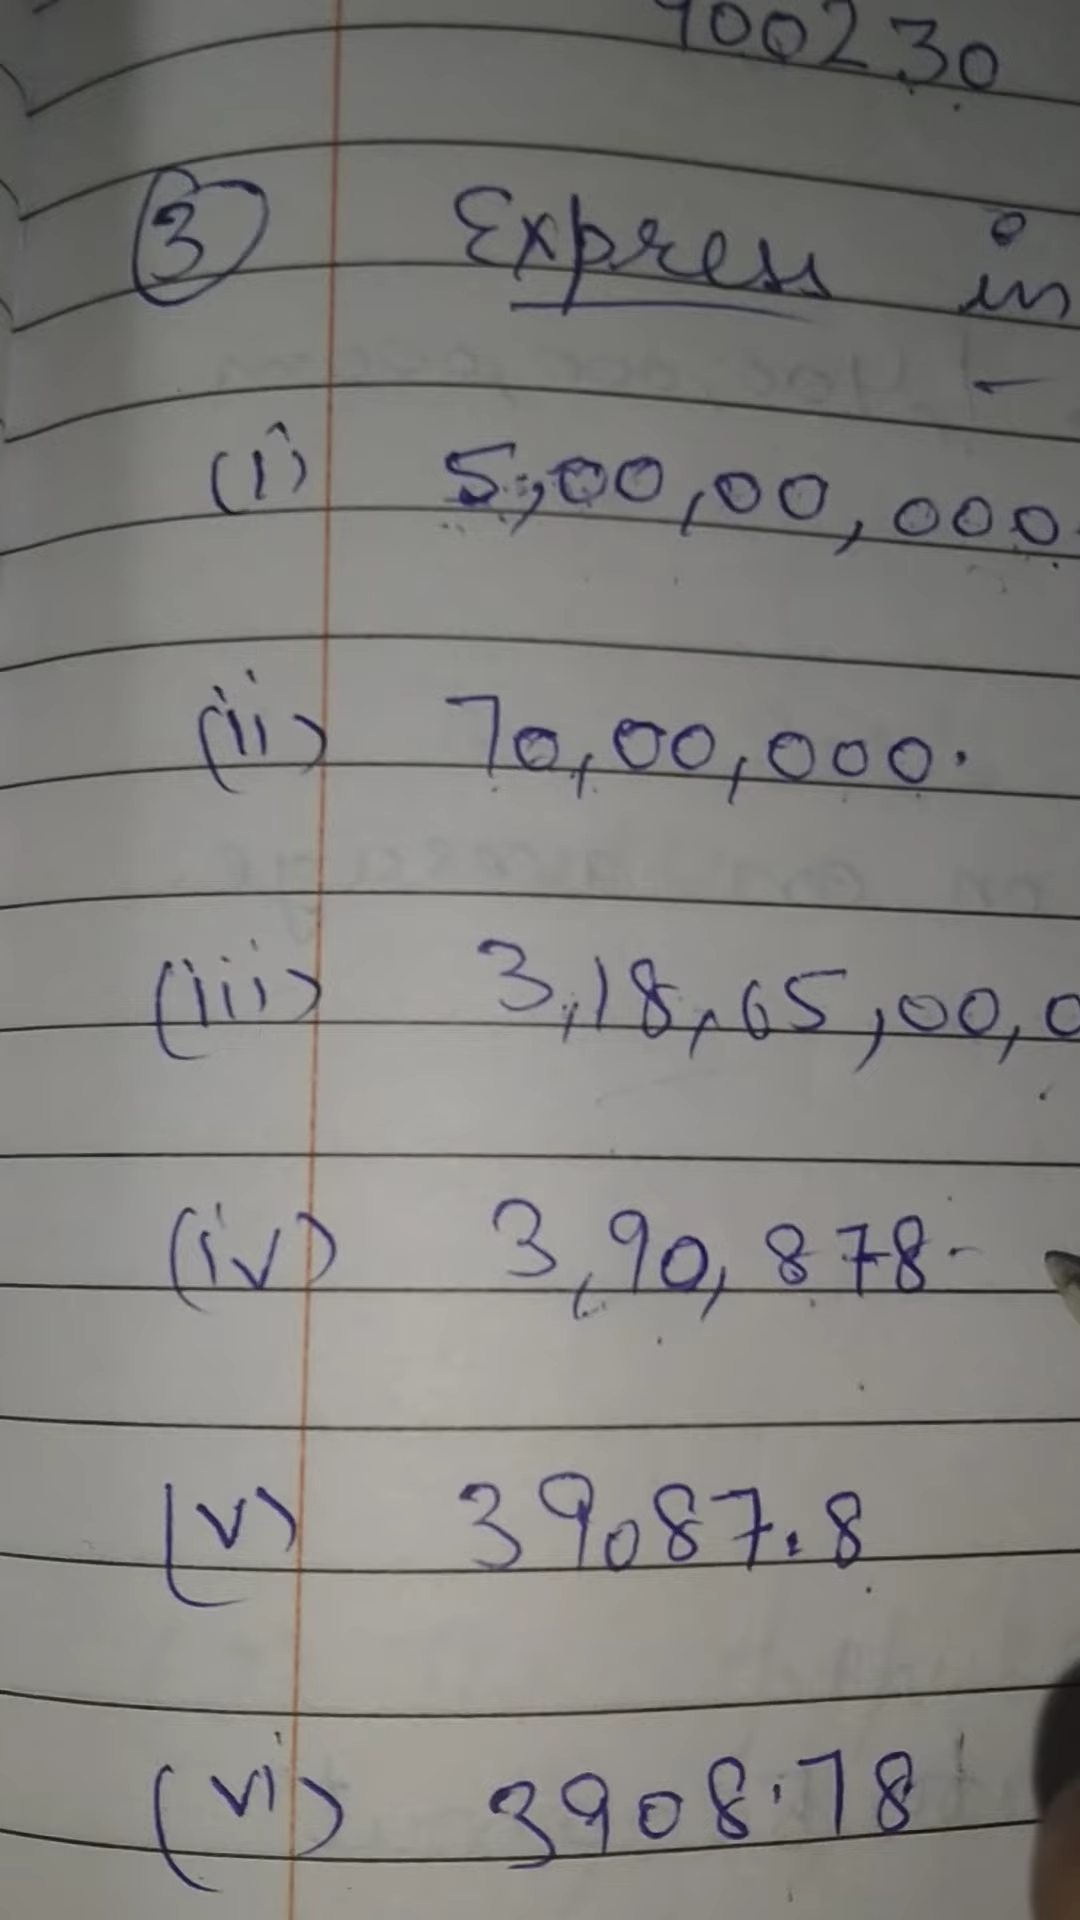 900230
③ Express in
(i) 5,00,00,000
(ii) 70,00,000.
(iii) 3,18,65,00,0
(iv) 3,90,878-
(v) 39087.8
(vi) 3908.78